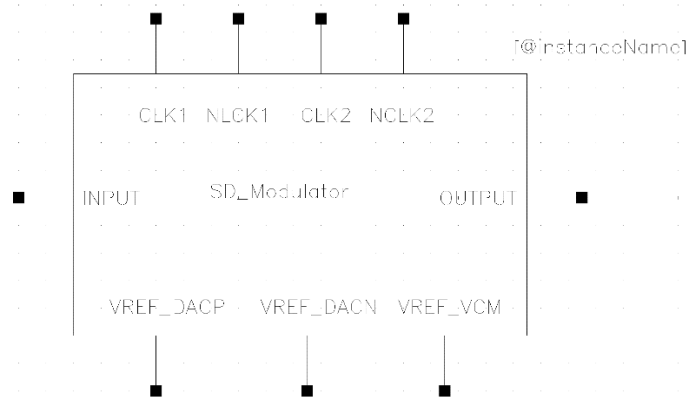 [@instanceName]
CLK1 NLCK1 CLK2 NCLK2
INPUT SD_Modulator OUTPUT
VREF_DACP VREF_DACN VREF_VCM